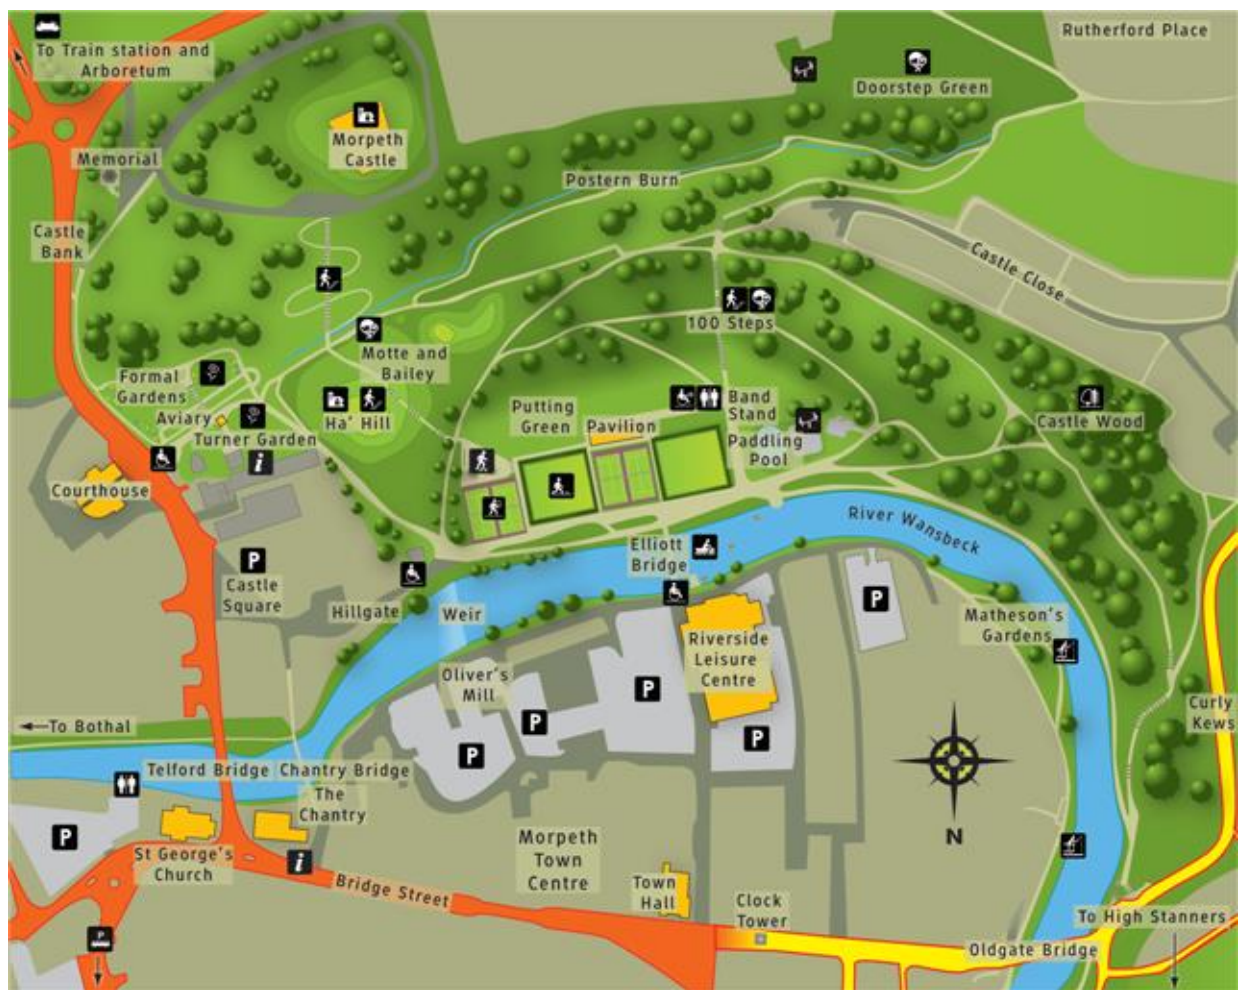 Rutherford Place
To Train station and
Arboretum
Doorstep Green
Morpeth
Castle
Memorial
Postern Burn
Castle
Bank
Castle Close
100 Steps
Motte and
Bailey
Formal
Gardens
Aviary
Ha' Hill
Turner Garden
i
Putting
Green
Pavilion
Band
Stand
Paddling
Pool
Castle Wood
Courthouse
River Wansbeck
Elliott
Bridge
P
Castle
Square
Hillgate
Weir
P
Matheson's
Gardens
Riverside
Leisure
Centre
Oliver's
Mill
P
P
P
P
Curly
Kews
To Bothal
Telford Bridge
Chantry Bridge
The
Chantry
P
St George's
Church
i
Morpeth
Town
Centre
N
Bridge Street
Town
Hall
Clock
Tower
To High Stanners
Oldgate Bridge
P